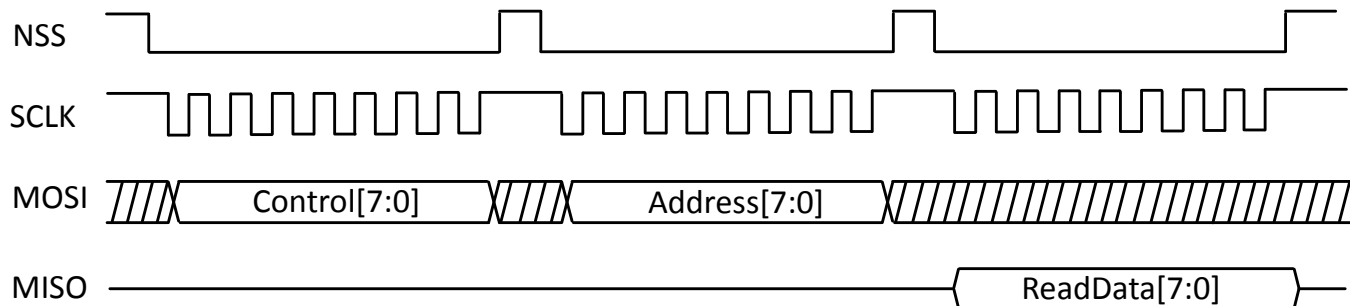 NSS
SCLK
MOSI Control[7:0] Address[7:0]
MISO ReadData[7:0]